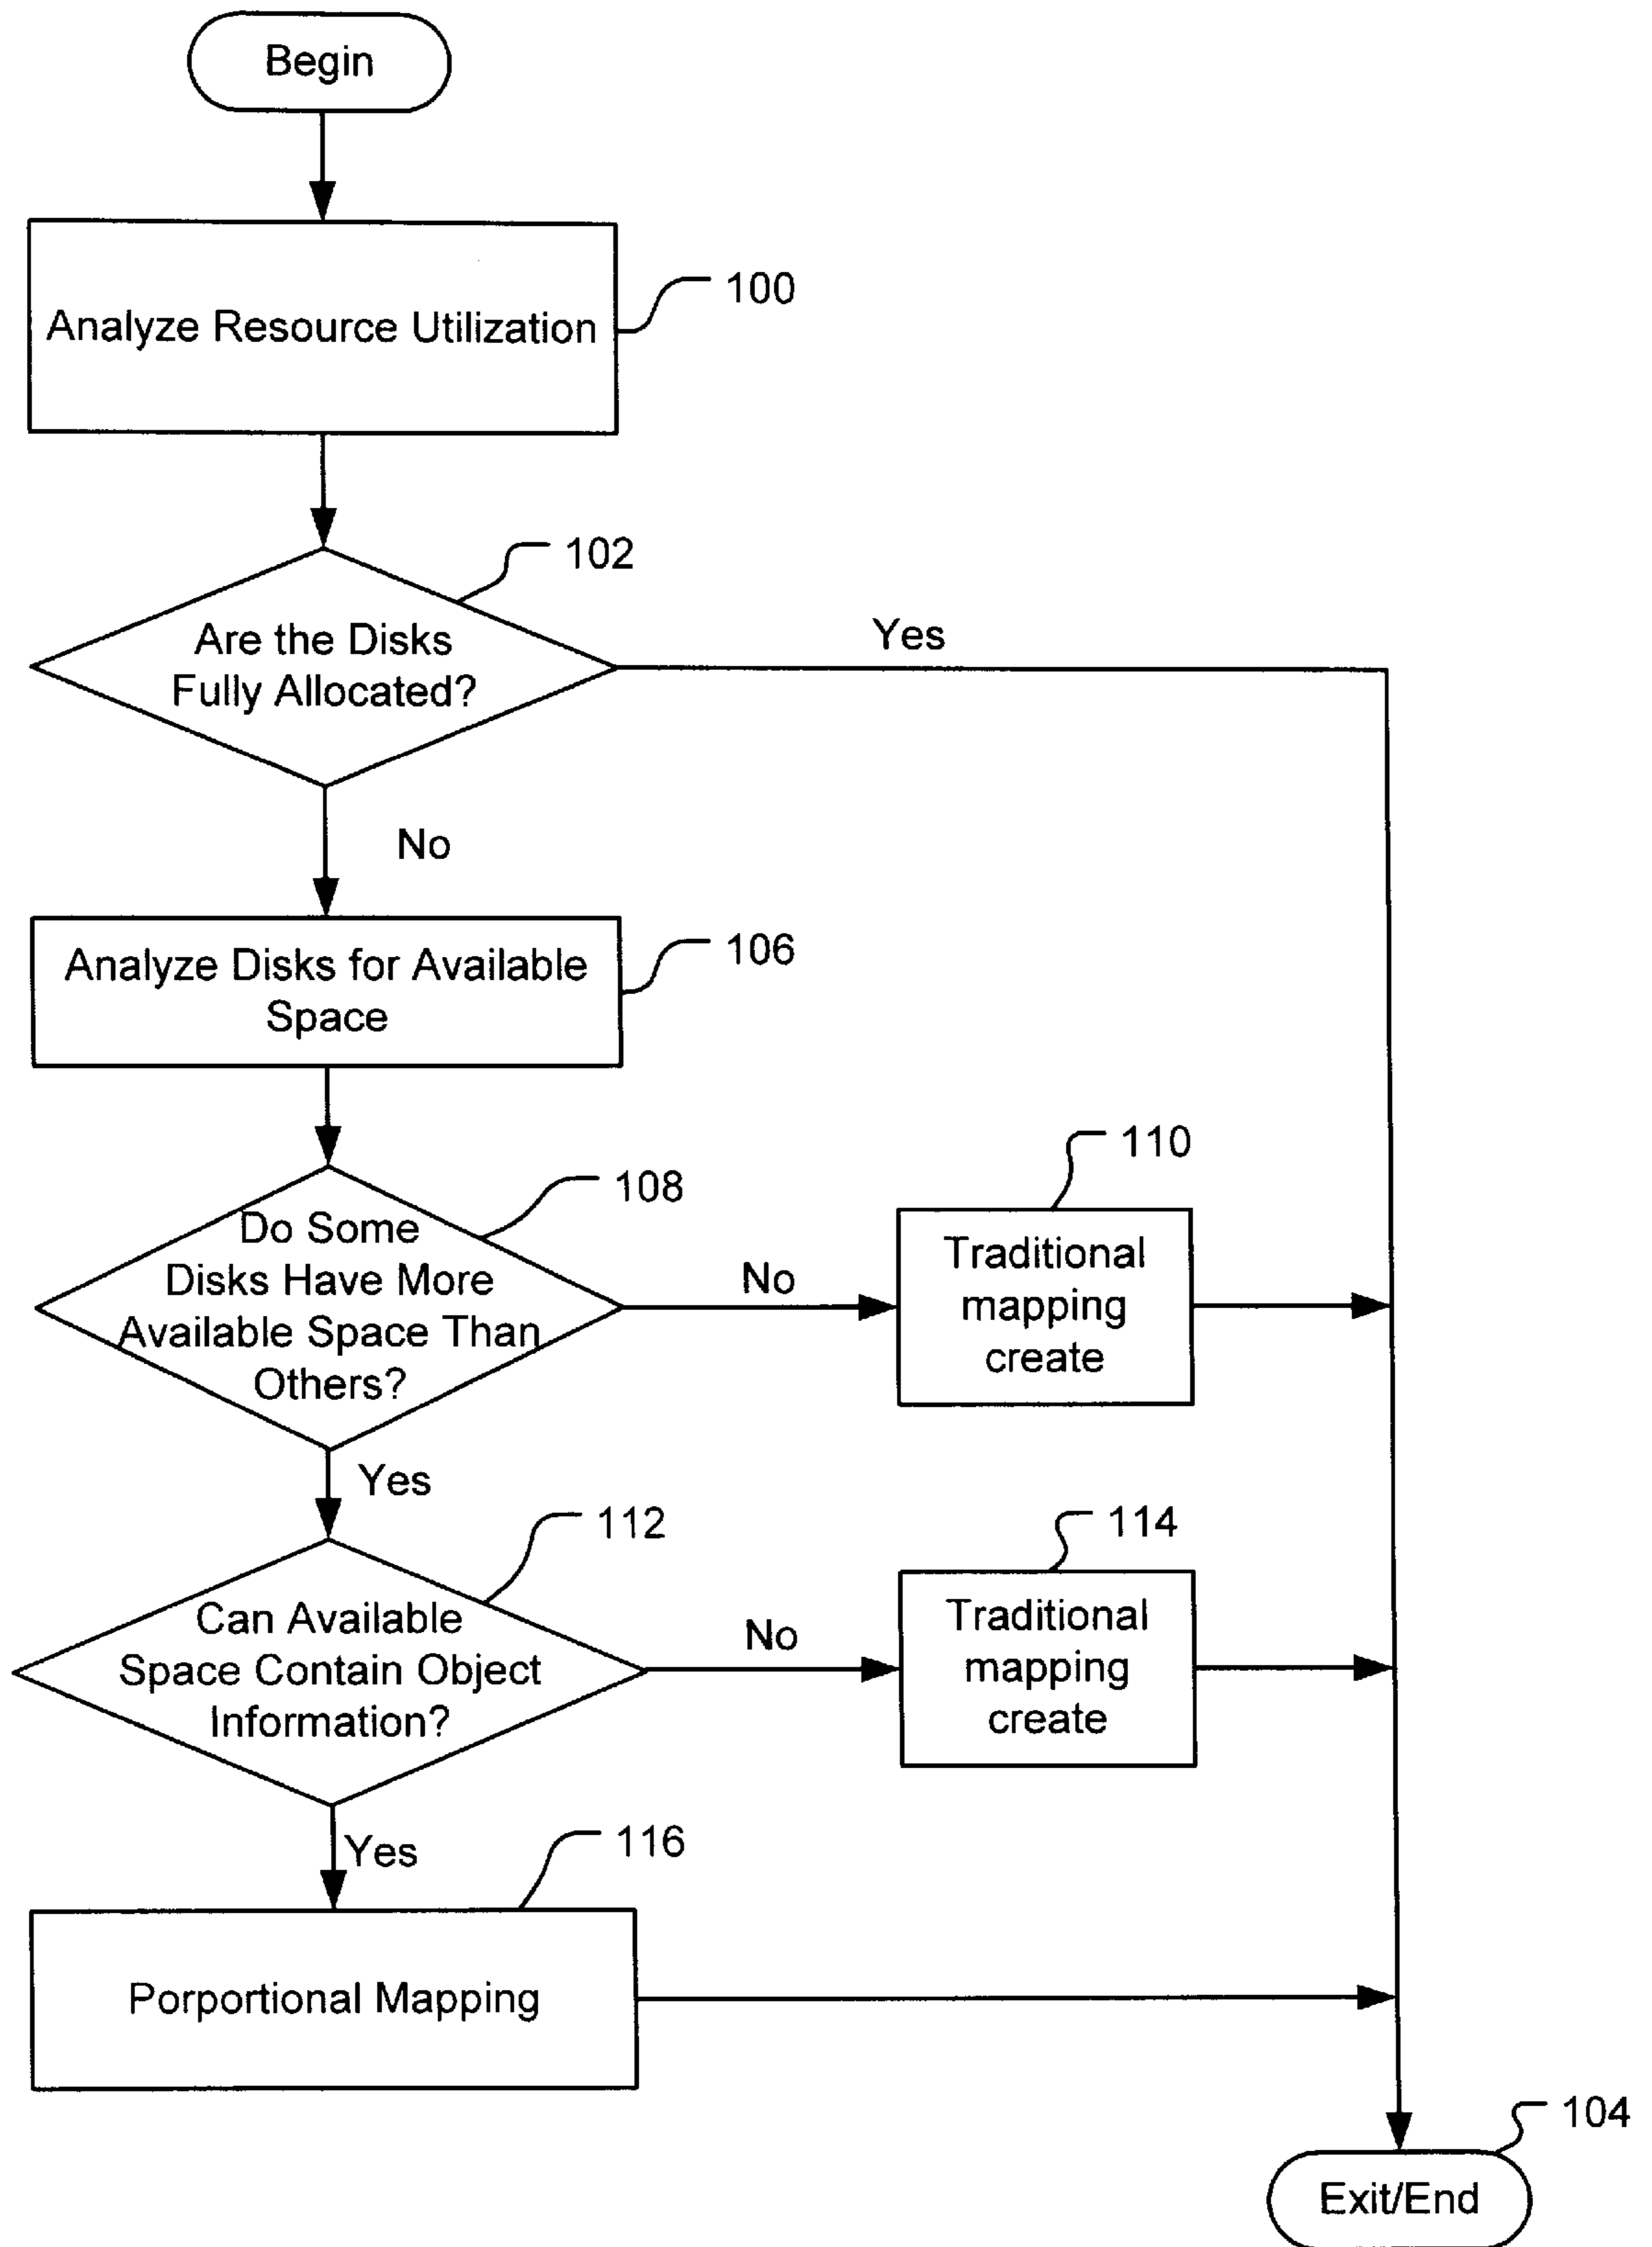 Begin
Analyze Resource Utilization
100
102
Are the Disks
Fully Allocated?
Yes
No
Analyze Disks for Available
Space
106
108
Do Some
Disks Have More
Available Space Than
Others?
No
110
Traditional
mapping
create
Yes
112
Can Available
Space Contain Object
Information?
No
114
Traditional
mapping
create
Yes
116
Porportional Mapping
104
Exit/End